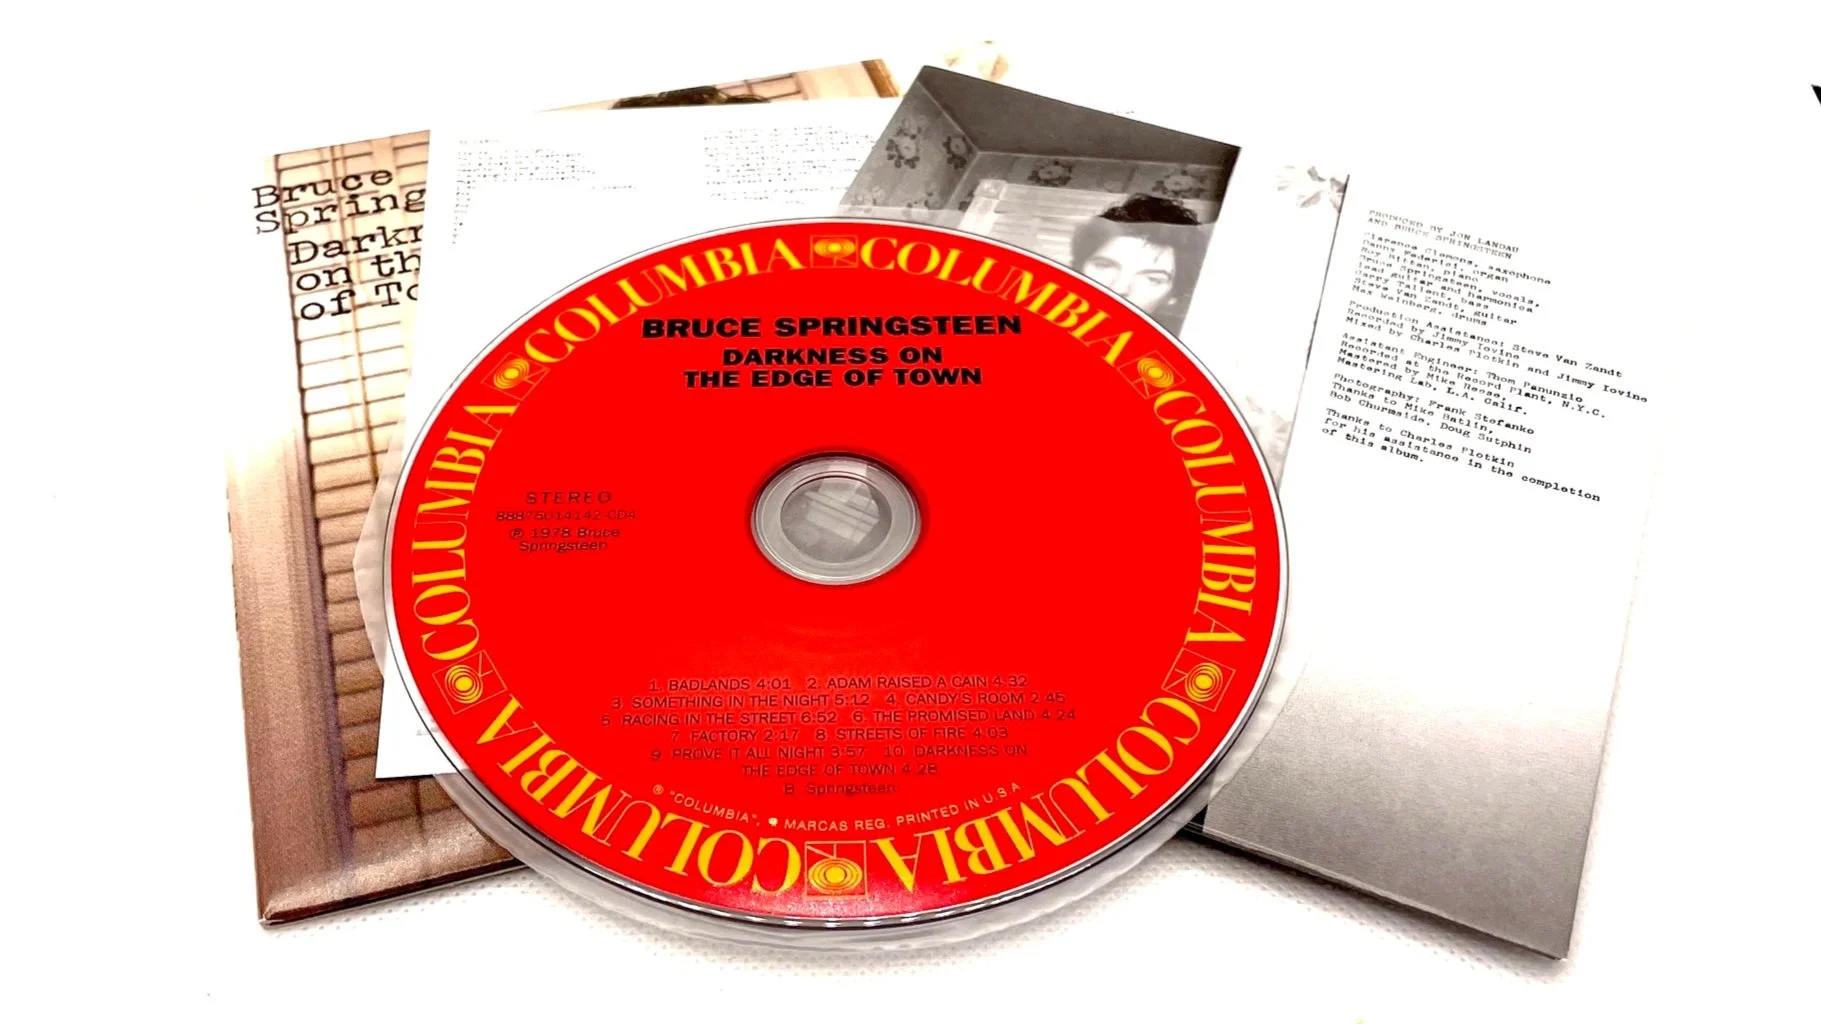 Bruce
Spring
Darkn
on th
of To
COLUMBIA COLUMBIA COLUMBIA COLUMBIA COLUMBIA COLUMBIA COLUMBIA COLUMBIA
BRUCE SPRINGSTEEN
DARKNESS ON
THE EDGE OF TOWN
STEREO
88875014142-CD4
℗ 1978 Bruce
Springsteen
1. BADLANDS 4:01 2. ADAM RAISED A CAIN 4:32
3. SOMETHING IN THE NIGHT 5:12 4. CANDY'S ROOM 2:45
5. RACING IN THE STREET 6:52 6. THE PROMISED LAND 4:24
7. FACTORY 2:17 8. STREETS OF FIRE 4:03
9. PROVE IT ALL NIGHT 3:57 10. DARKNESS ON
THE EDGE OF TOWN 4:28
B. Springsteen
® "COLUMBIA", MARCAS REG. PRINTED IN U.S.A.
PRODUCED BY JON LANDAU
AND BRUCE SPRINGSTEEN
Clarence Clemons, saxophone
Danny Federici, organ
Roy Bittan, piano
Bruce Springsteen, vocals,
lead guitar and harmonica
Garry Tallent, bass
Steve Van Zandt, guitar
Max Weinberg, drums
Production Assistance: Steve Van Zandt
Recorded by Jimmy Iovine
Mixed by Charles Plotkin and Jimmy Iovine
Assistant Engineer: Thom Panunzio
Recorded at the Record Plant, N.Y.C.
Mastered by Mike Reese,
Mastering Lab, L.A. Calif.
Photography: Frank Stefanko
Thanks to Mike Batlin,
Bob Churmside, Doug Sutphin
Thanks to Charles Plotkin
for his assistance in the completion
of this album.